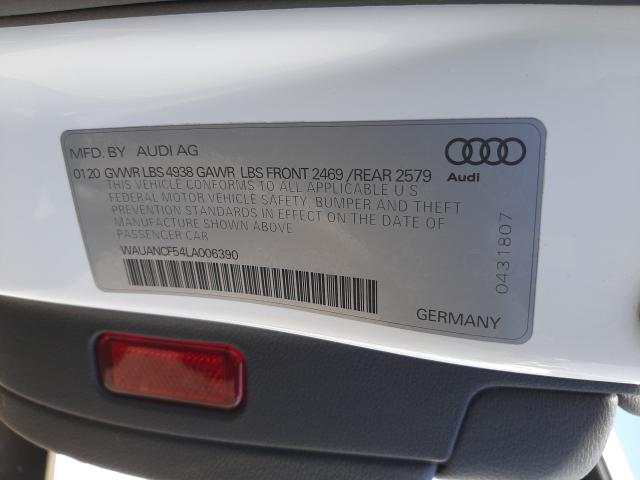 MFD. BY AUDI AG
0120 GVWR LBS 4938 GAWR LBS FRONT 2469 /REAR 2579
THIS VEHICLE CONFORMS TO ALL APPLICABLE U S
FEDERAL MOTOR VEHICLE SAFETY, BUMPER AND THEFT
PREVENTION STANDARDS IN EFFECT ON THE DATE OF
MANUFACTURE SHOWN ABOVE
PASSENGER CAR
WAUANCF54LA006390
Audi
0431807
GERMANY